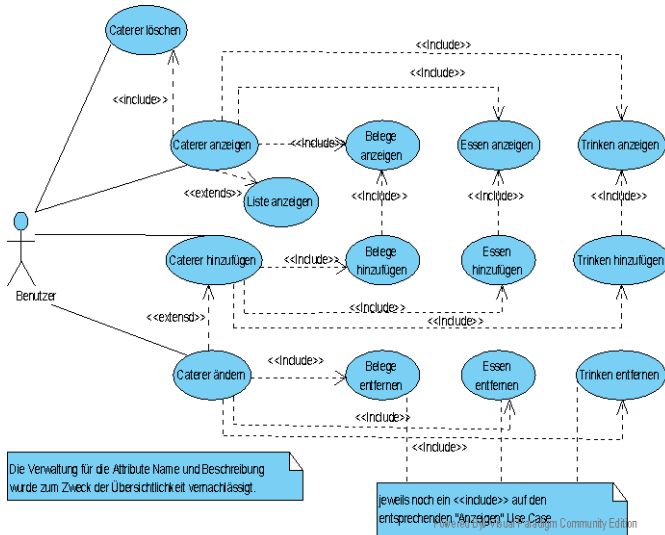 Caterer löschen
<<Include>>
<<Include>>
<<include>>
Caterer anzeigen
<<Include>>
Belege
anzeigen
Essen anzeigen
Trinken anzeigen
<<extends>>
Liste anzeigen
<<Include>>
<<Include>>
<<Include>>
Benutzer
Caterer hinzufügen
<<Include>>
Belege
hinzufügen
Essen
hinzufügen
Trinken hinzufügen
<<Include>>
<<extensd>>
<<Include>>
<<Include>>
Caterer ändern
Belege
entfernen
Essen
entfernen
Trinken entfernen
<<Include>>
<<Include>>
Die Verwaltung für die Attribute Name und Beschreibung
wurde zum Zweck der Übersichtlichkeit vernachlässigt.
jeweils noch ein <<include>> auf den
entsprechenden "Anzeigen" Use Case
Powered By Visual Paradigm Community Edition